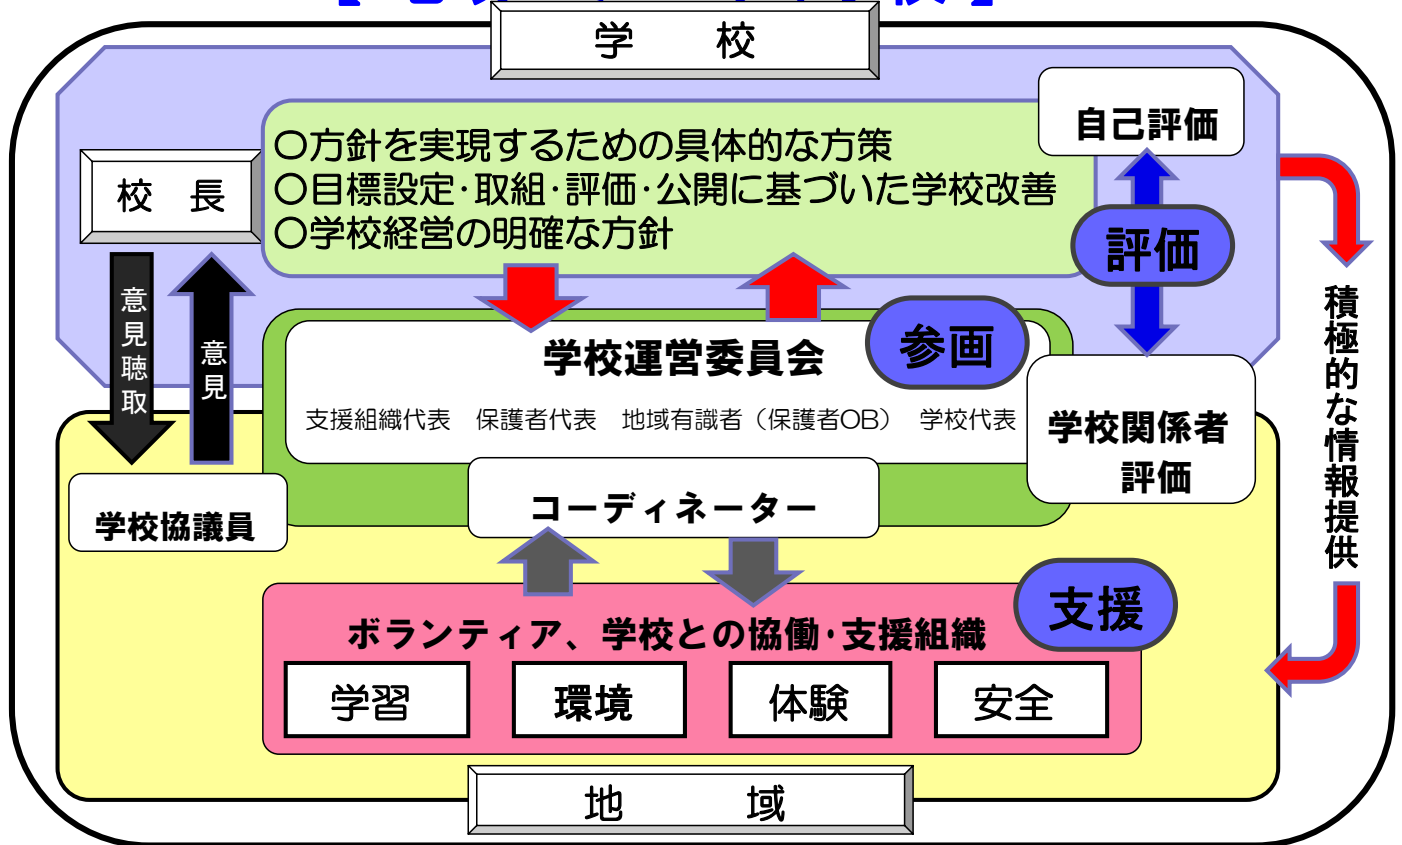 学 校
自己評価
〇方針を実現するための具体的な方策
〇目標設定・取組・評価・公開に基づいた学校改善
〇学校経営の明確な方針
校 長
評価
意見聴取
意見
積極的な情報提供
参画
学校運営委員会
支援組織代表 保護者代表 地域有識者（保護者OB） 学校代表
学校関係者
評価
コーディネーター
学校協議員
支援
ボランティア、学校との協働・支援組織
学習 環境 体験 安全
地 域